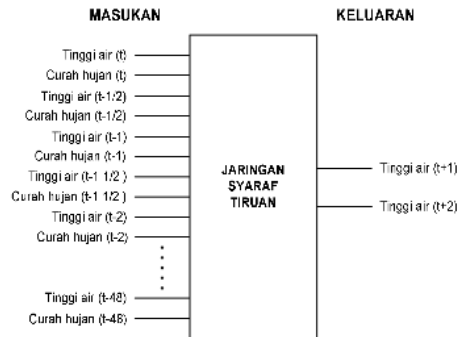 MASUKAN
KELUARAN
Tinggi air (t)
Curah hujan (t)
Tinggi air (t-1/2)
Curah hujan (t-1/2)
Tinggi air (t-1)
Curah hujan (t-1)
Tinggi air (t-1 1/2 )
Curah hujan (t-1 1/2 )
Tinggi air (t-2)
Curah hujan (t-2)
Tinggi air (t-48)
Curah hujan (t-48)
JARINGAN
SYARAF
TIRUAN
Tinggi air (t+1)
Tinggi air (t+2)